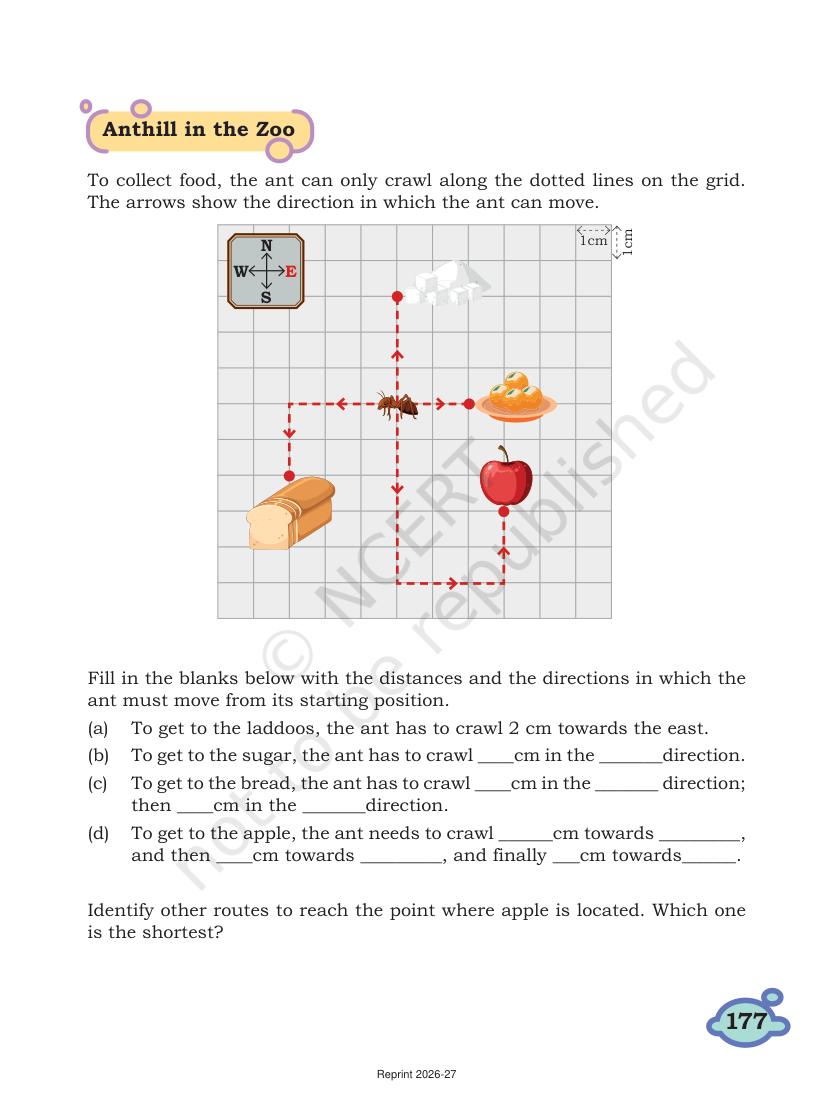 Anthill in the Zoo
To collect food, the ant can only crawl along the dotted lines on the grid.
The arrows show the direction in which the ant can move.
N
W E
S
1cm
1cm
© NCERT
not to be republished
Fill in the blanks below with the distances and the directions in which the
ant must move from its starting position.
(a) To get to the laddoos, the ant has to crawl 2 cm towards the east.
(b) To get to the sugar, the ant has to crawl ____cm in the _______direction.
(c) To get to the bread, the ant has to crawl ____cm in the _______ direction;
then ____cm in the _______direction.
(d) To get to the apple, the ant needs to crawl ______cm towards _________,
and then ____cm towards _________, and finally ___cm towards______.
Identify other routes to reach the point where apple is located. Which one
is the shortest?
177
Reprint 2026-27